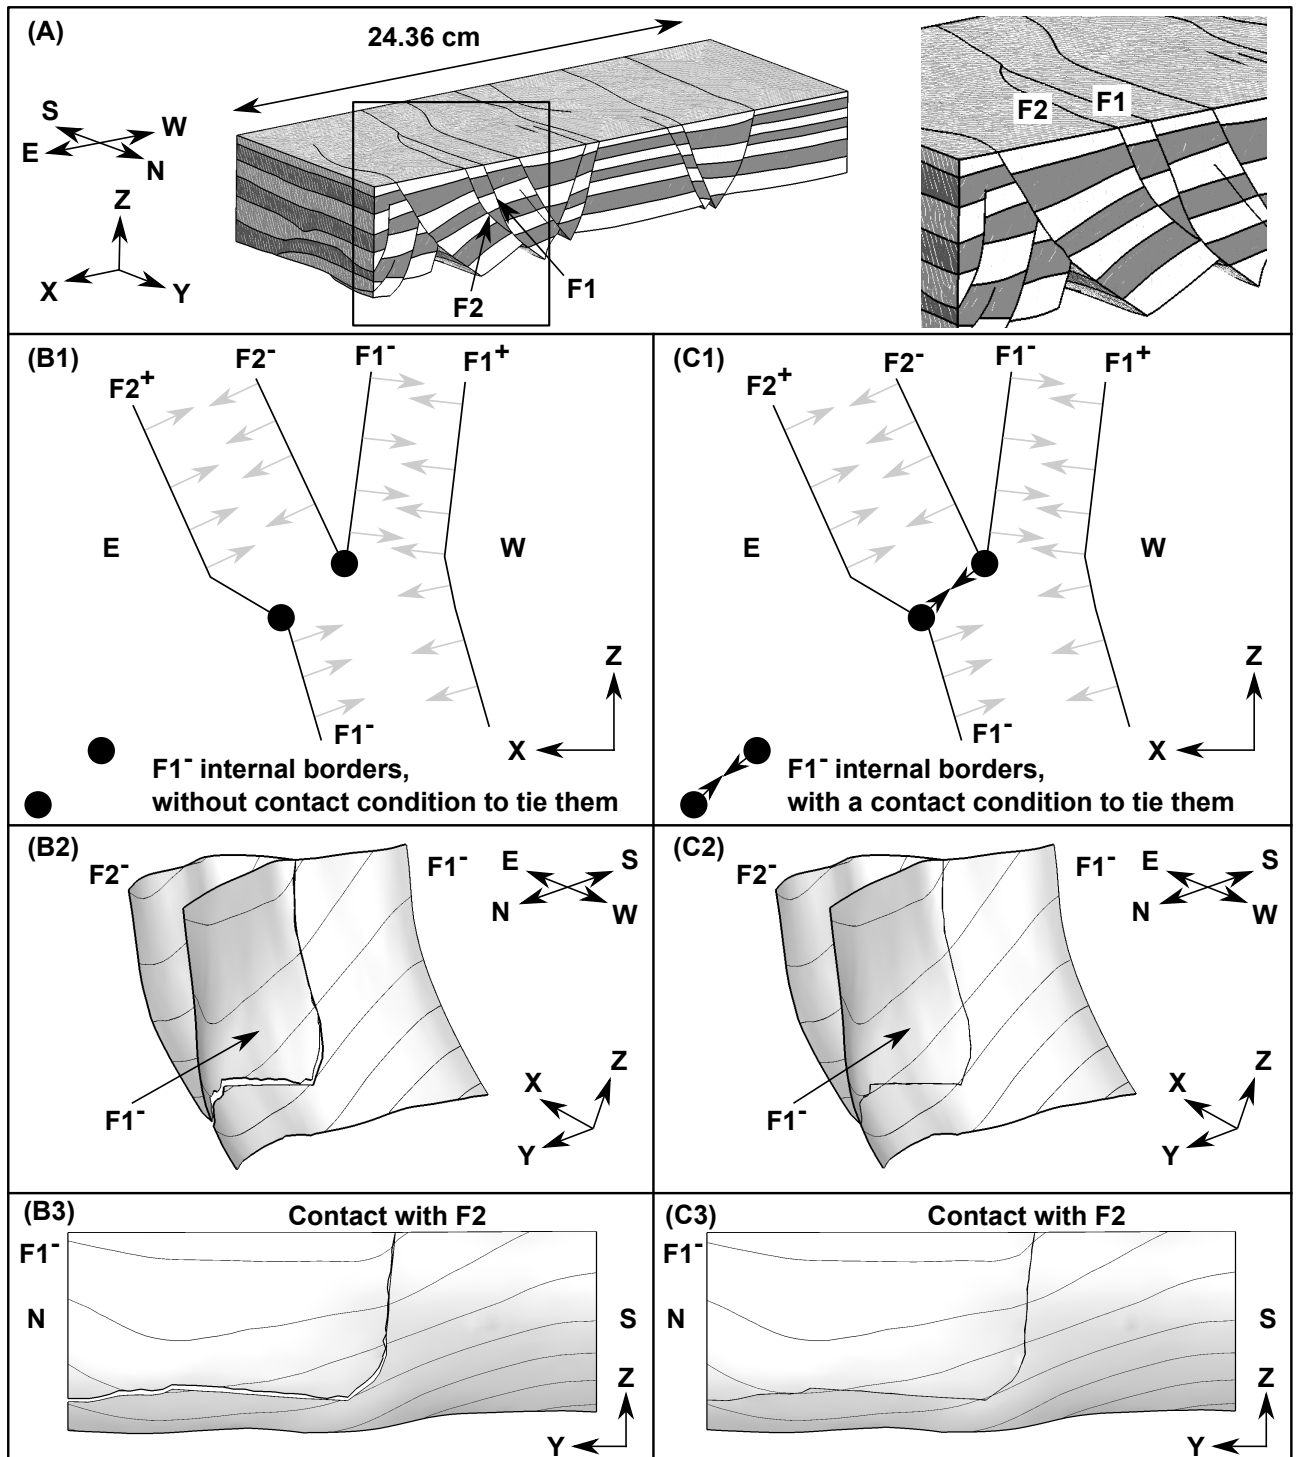 (A)
24.36 cm
S
W
E
N
Z
X
Y
F2
F1
F2
F1
(B1)
F2+
F2-
F1-
F1+
E
W
Z
X
F1-
F1- internal borders,
without contact condition to tie them
(C1)
F2+
F2-
F1-
F1+
E
W
Z
X
F1-
F1- internal borders,
with a contact condition to tie them
(B2)
F2-
F1-
E
S
N
W
F1-
X
Z
Y
(C2)
F2-
F1-
E
S
N
W
F1-
X
Z
Y
(B3)
Contact with F2
F1-
N
S
Z
Y
(C3)
Contact with F2
F1-
N
S
Z
Y